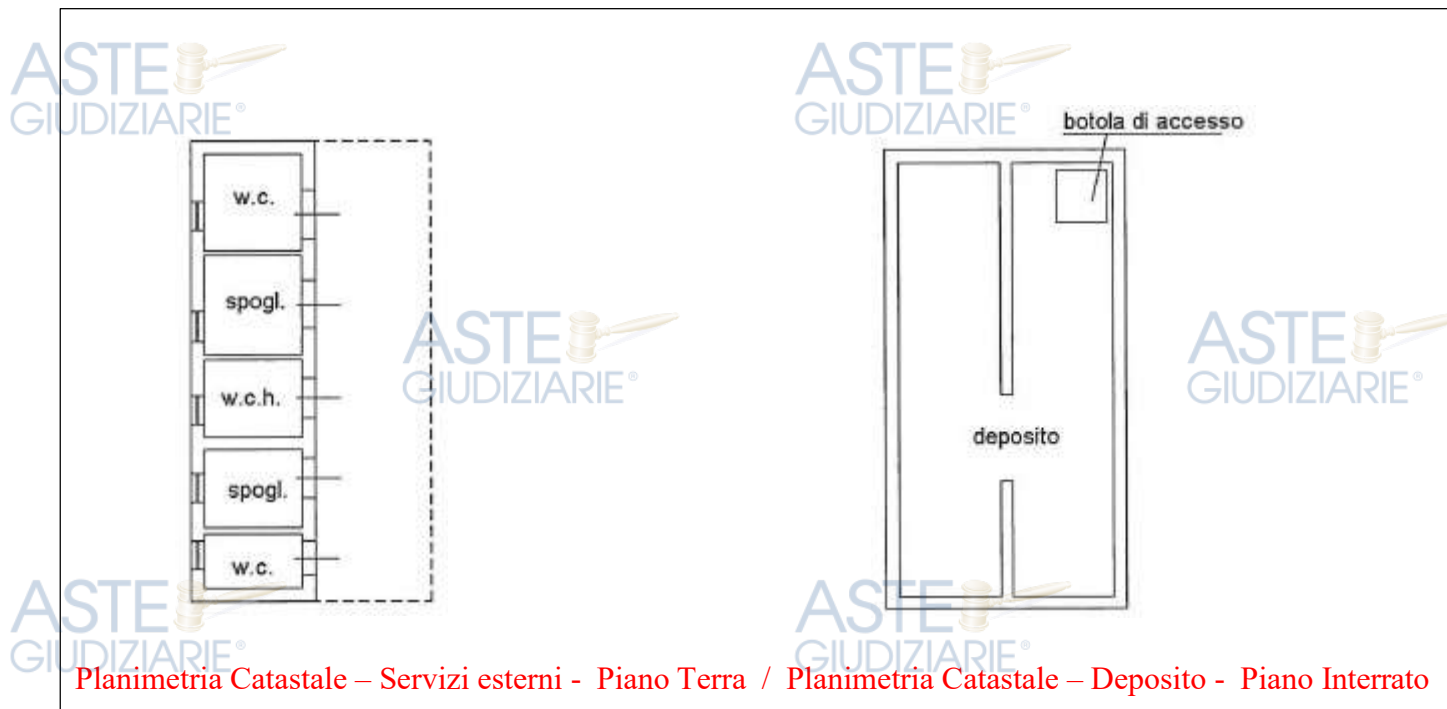 ASTE
GIUDIZIARIE®
ASTE
GIUDIZIARIE®
botola di accesso
w.c.
spogl.
ASTE
GIUDIZIARIE®
ASTE
GIUDIZIARIE®
w.c.h.
deposito
spogl.
w.c.
ASTE
GIUDIZIARIE®
ASTE
GIUDIZIARIE®
Planimetria Catastale – Servizi esterni - Piano Terra / Planimetria Catastale – Deposito - Piano Interrato